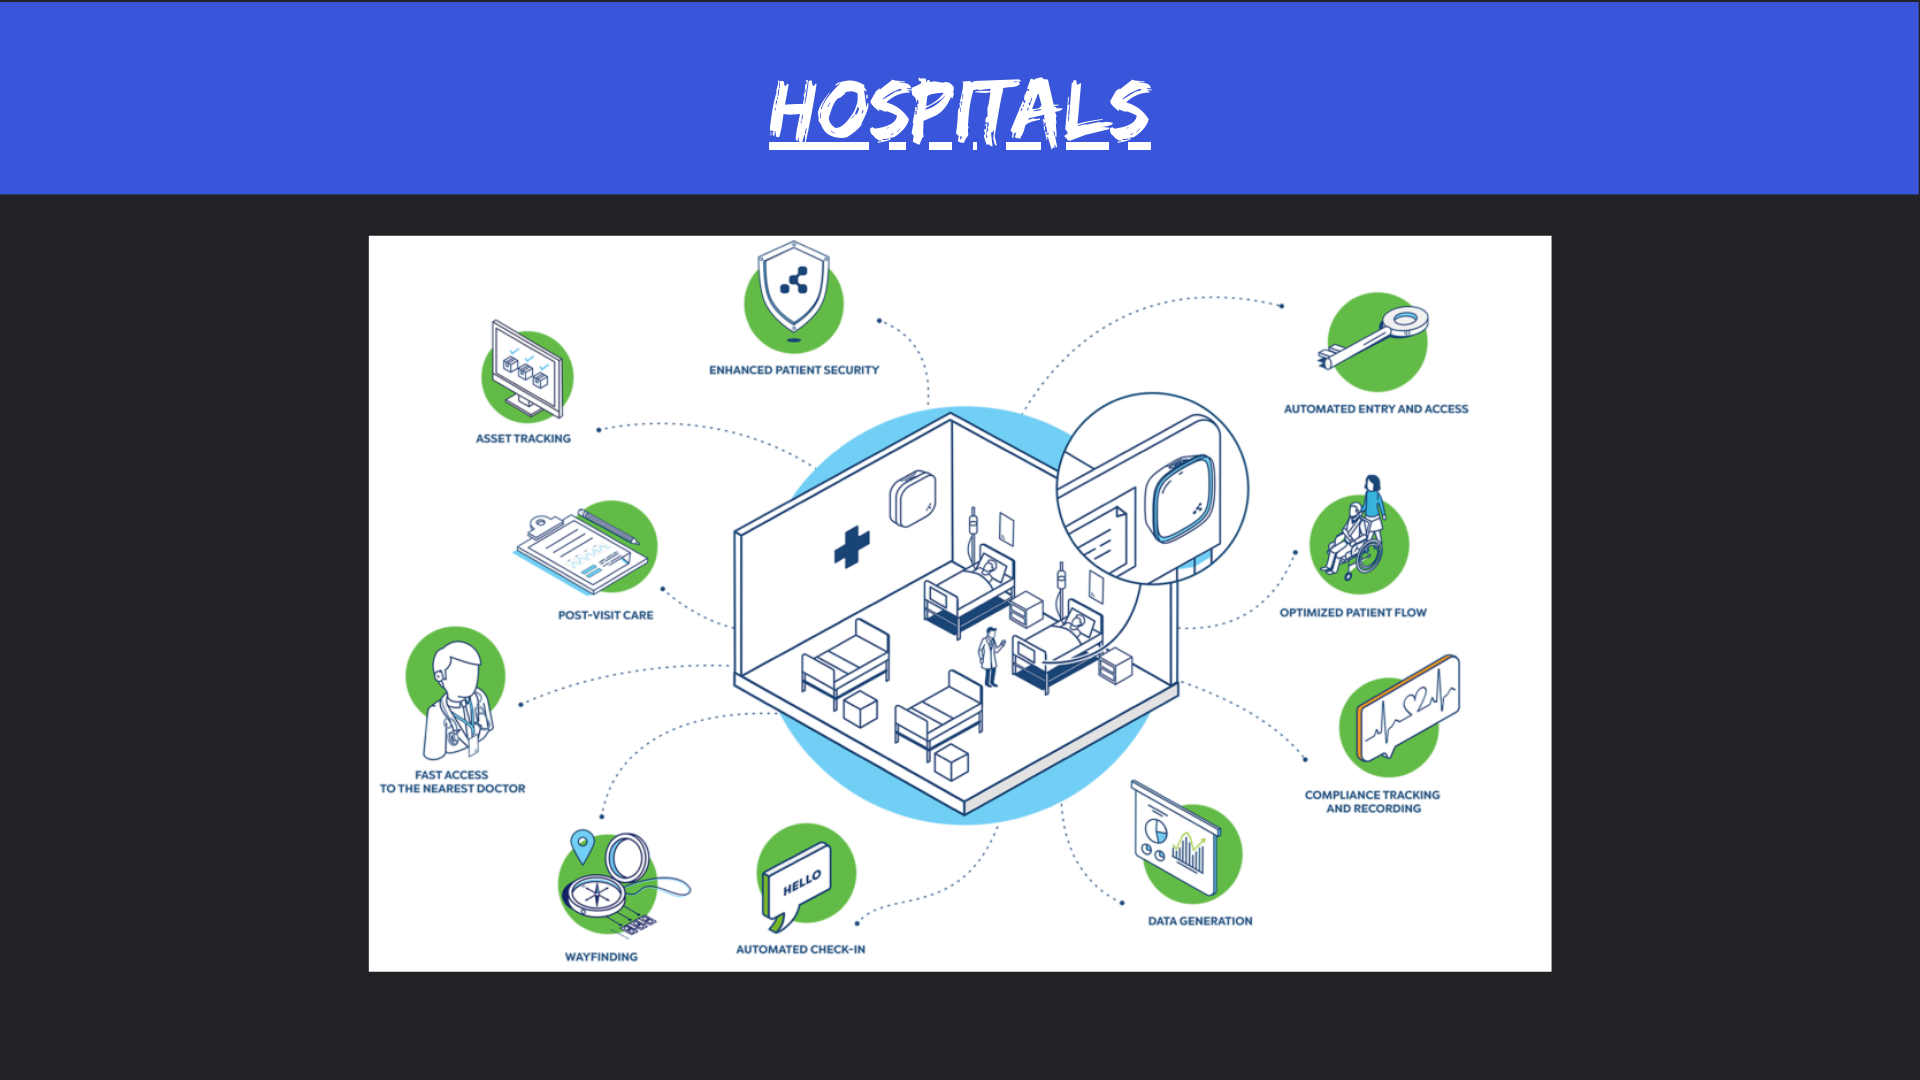 HOSPITALS
ENHANCED PATIENT SECURITY
AUTOMATED ENTRY AND ACCESS
ASSET TRACKING
POST-VISIT CARE
OPTIMIZED PATIENT FLOW
FAST ACCESS
TO THE NEAREST DOCTOR
COMPLIANCE TRACKING
AND RECORDING
HELLO
DATA GENERATION
AUTOMATED CHECK-IN
WAYFINDING